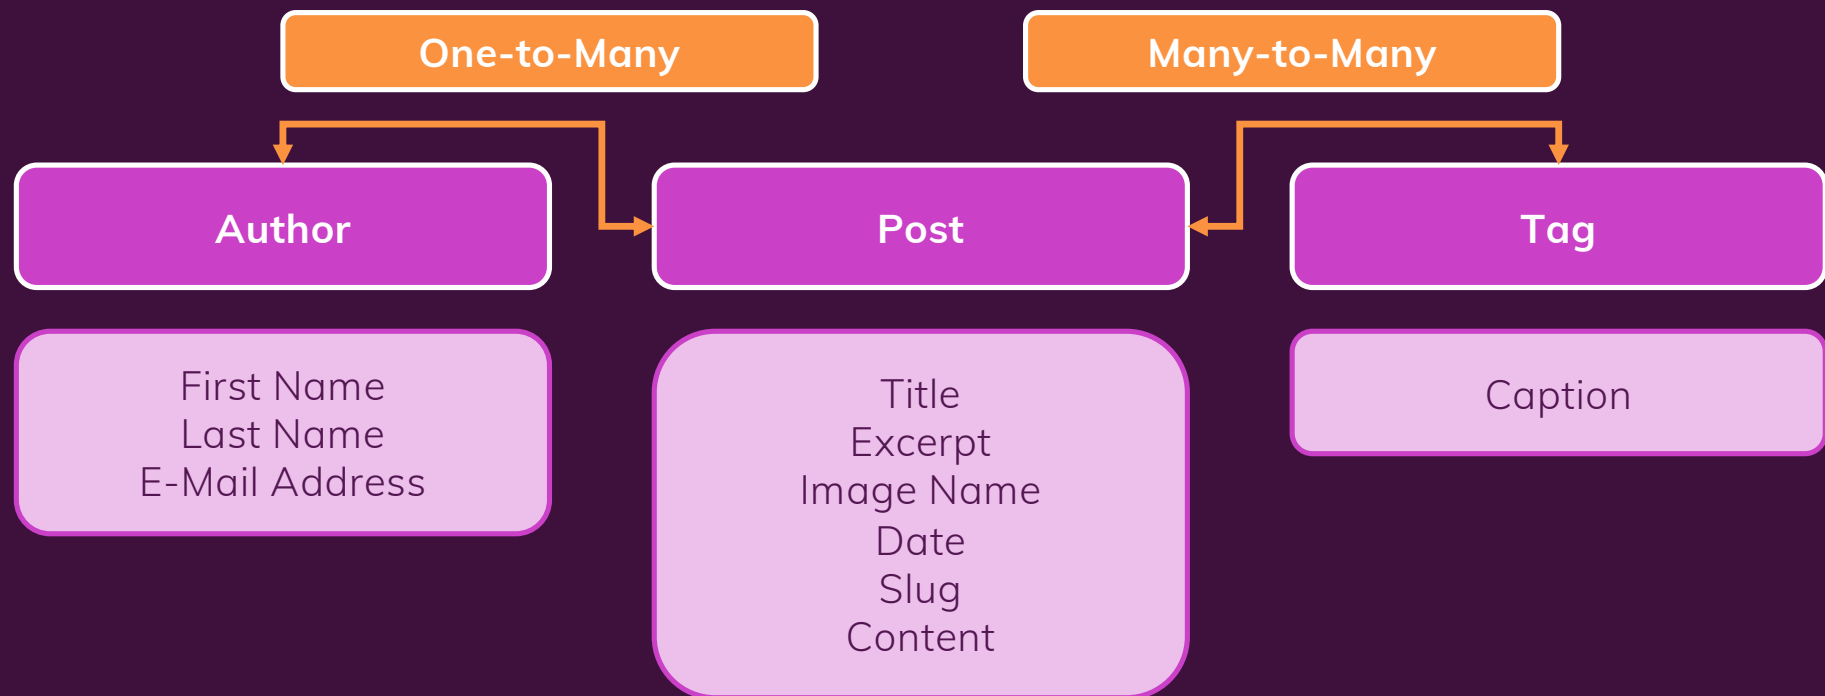 One-to-Many
Many-to-Many
Author
Post
Tag
First Name
Last Name
E-Mail Address
Title
Excerpt
Image Name
Date
Slug
Content
Caption